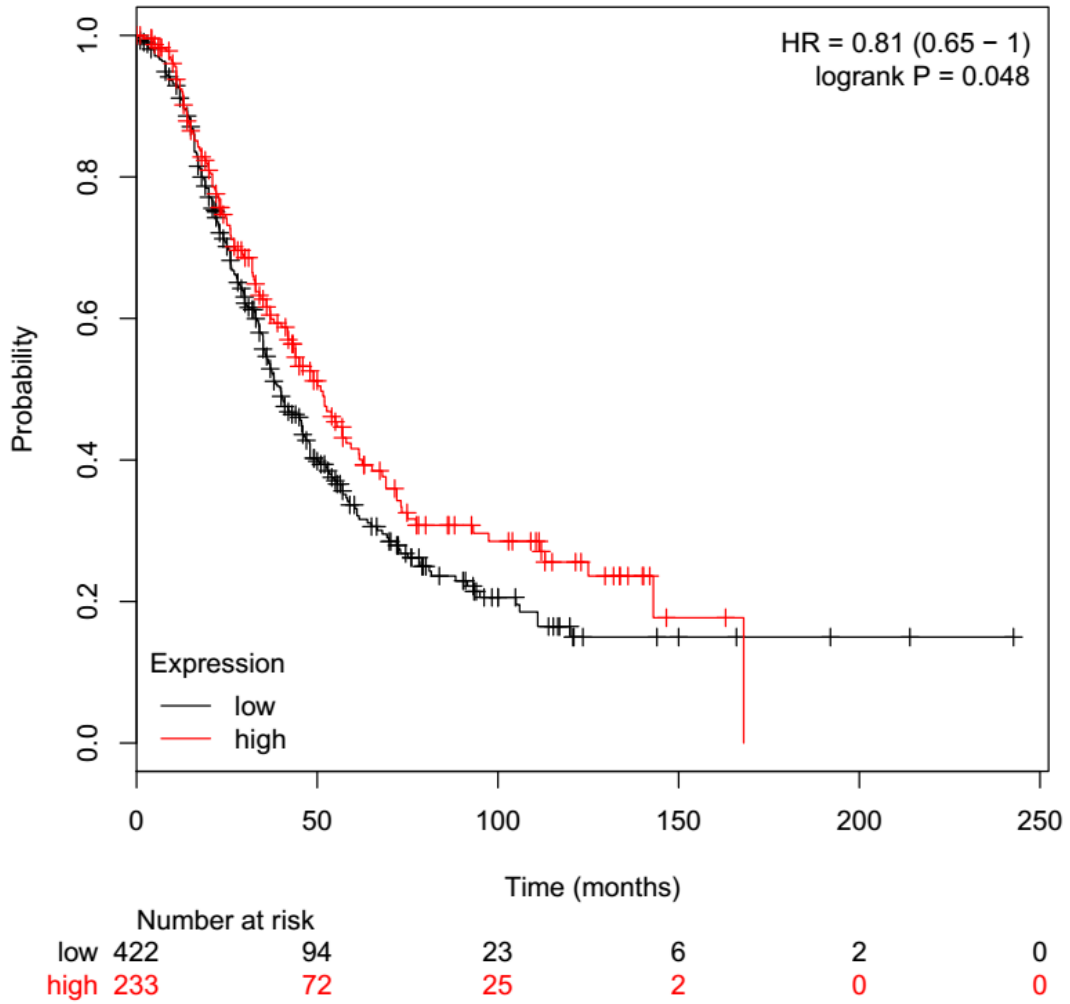 HR = 0.81 (0.65 − 1)
logrank P = 0.048
Probability
1.0
0.8
0.6
0.4
0.2
0.0
Expression
low
high
0 50 100 150 200 250
Time (months)
Number at risk
low 422 94 23 6 2 0
high 233 72 25 2 0 0